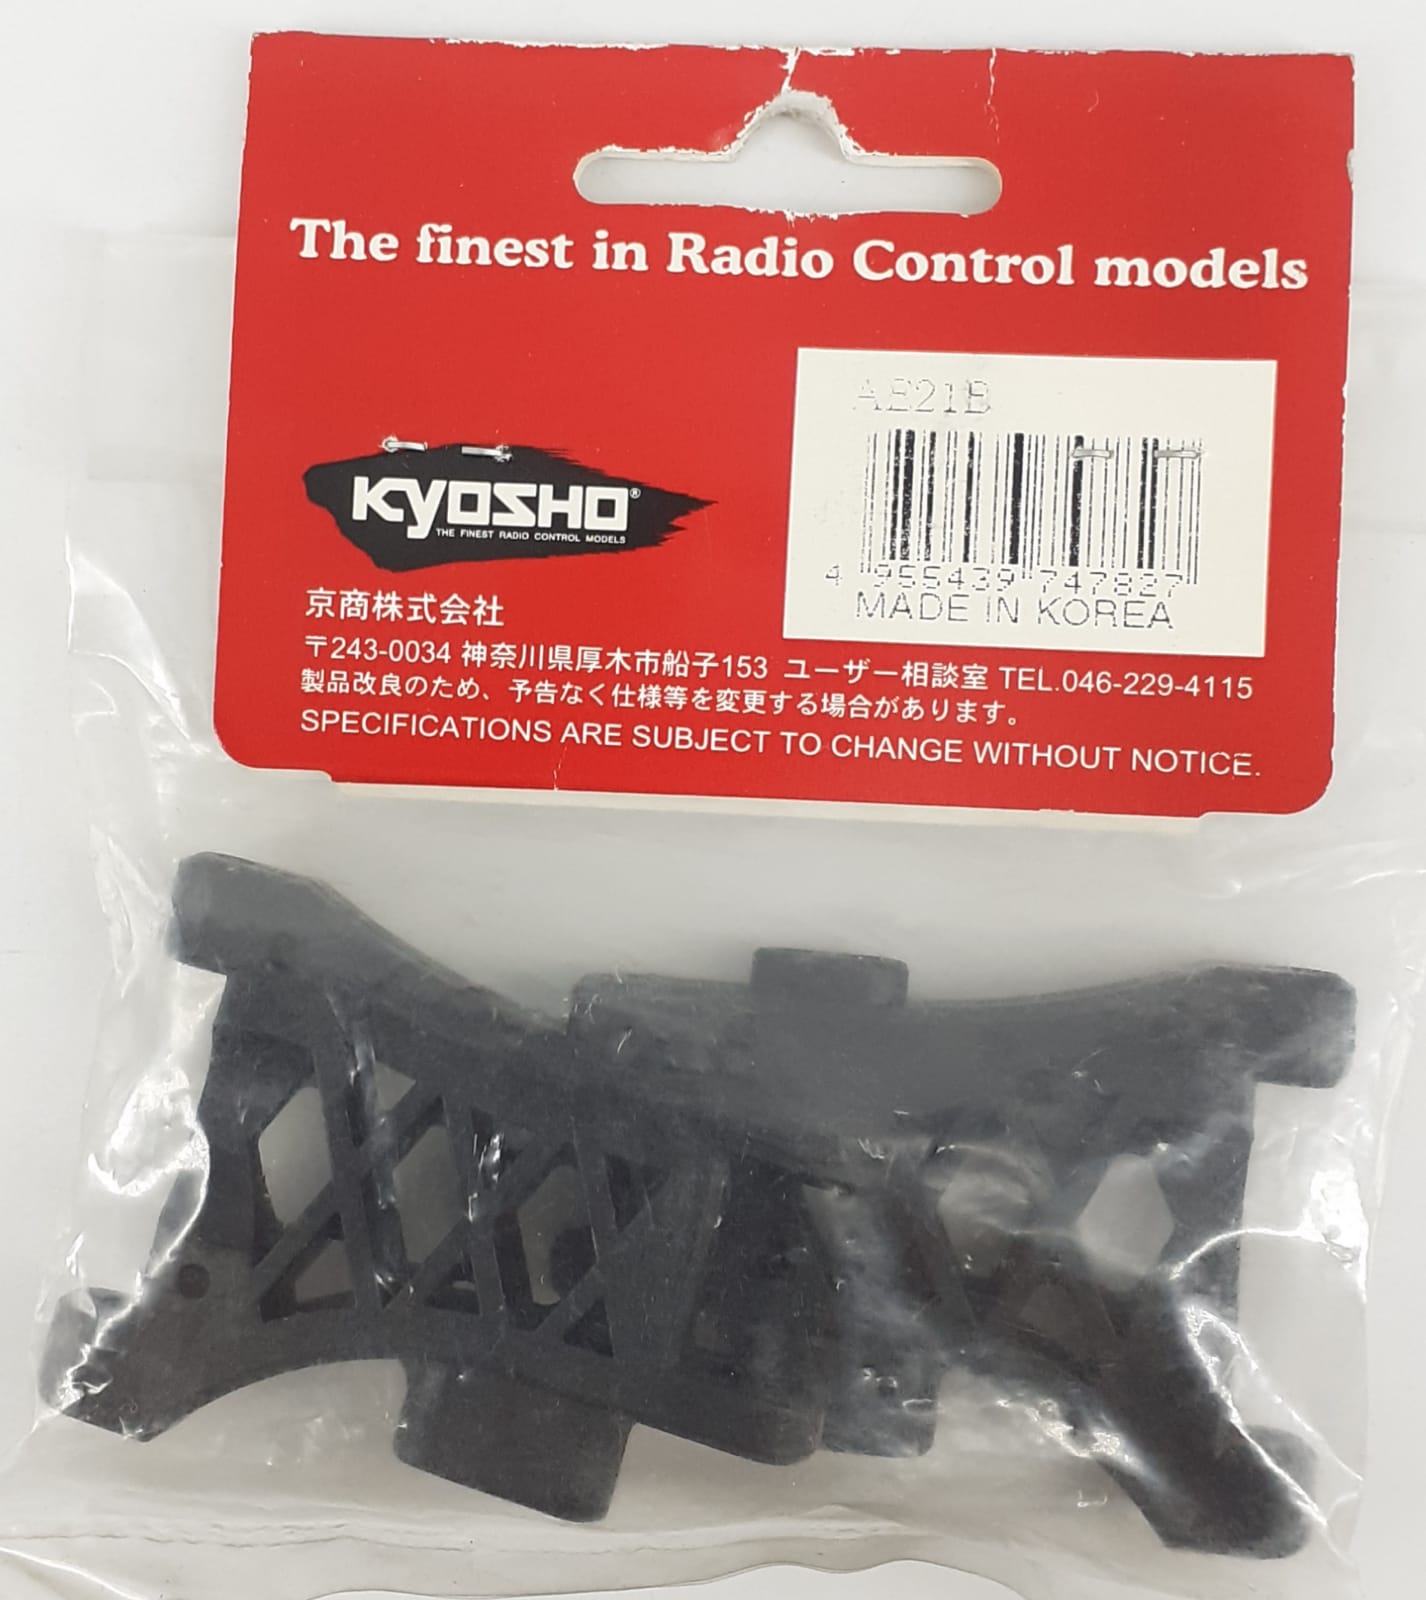 The finest in Radio Control models
AE21B
KYOSHO®
THE FINEST RADIO CONTROL MODELS
4 955439 747827
MADE IN KOREA
京商株式会社
〒243-0034 神奈川県厚木市船子153 ユーザー相談室 TEL.046-229-4115
製品改良のため、予告なく仕様等を変更する場合があります。
SPECIFICATIONS ARE SUBJECT TO CHANGE WITHOUT NOTICE.